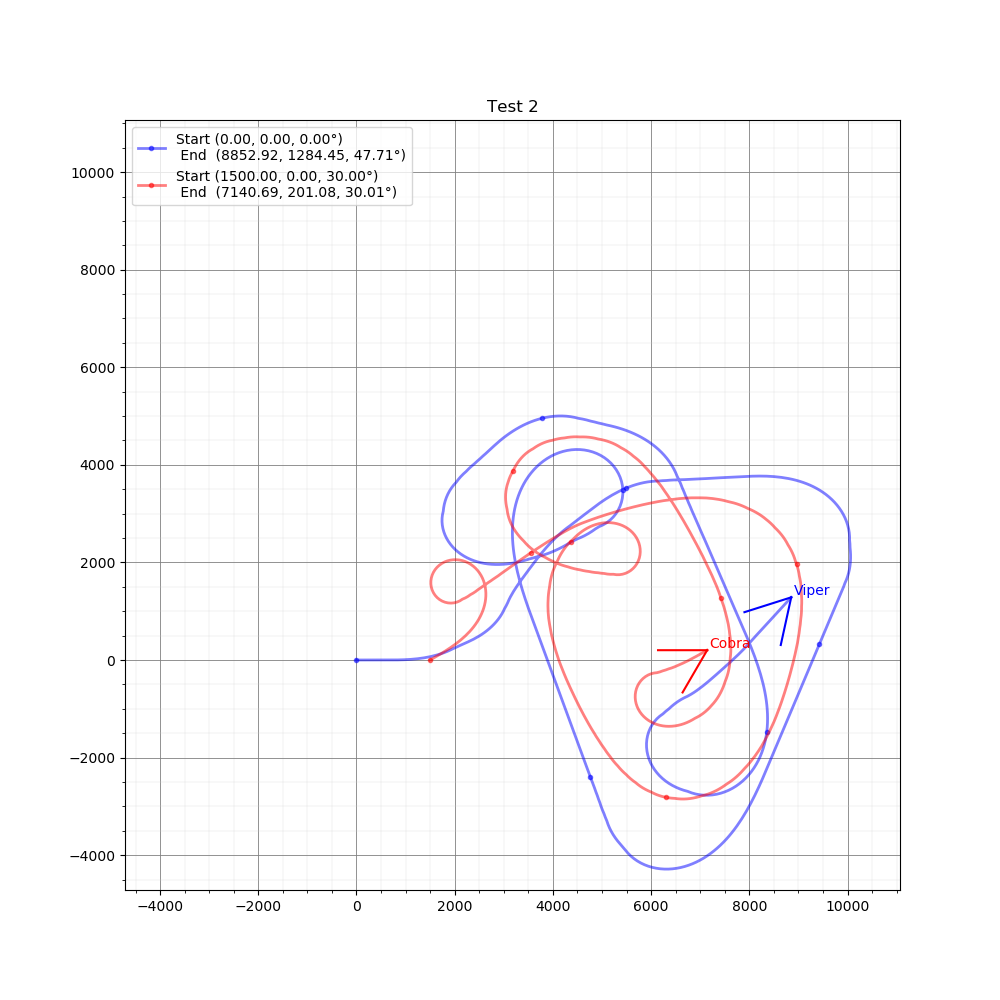 Test 2
Start (0.00, 0.00, 0.00°)
End (8852.92, 1284.45, 47.71°)
Start (1500.00, 0.00, 30.00°)
End (7140.69, 201.08, 30.01°)
10000
8000
6000
4000
2000
0
−2000
−4000
Viper
Cobra
−4000 −2000 0 2000 4000 6000 8000 10000